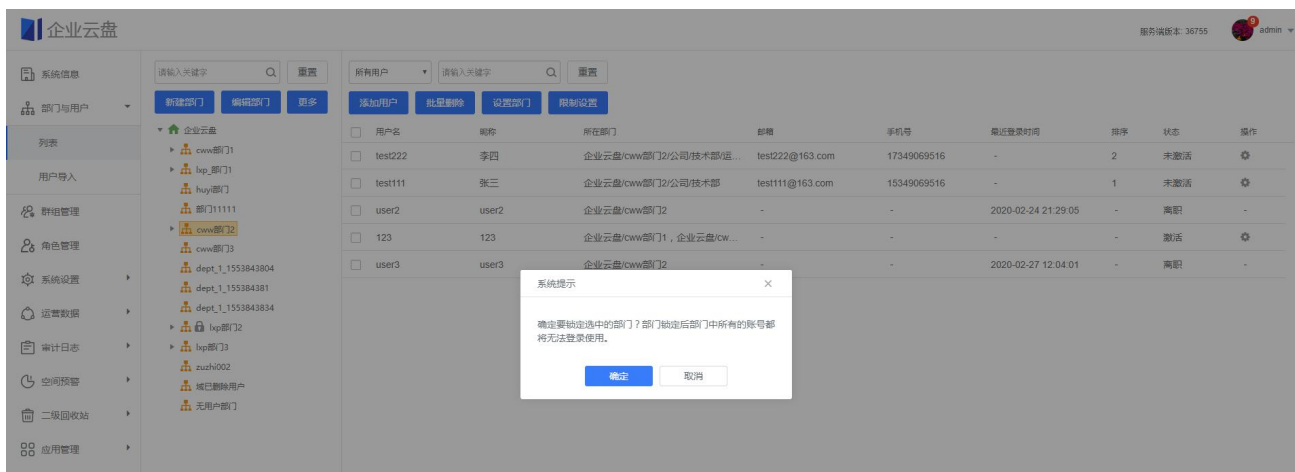 企业云盘
服务端版本: 36755
9
admin
系统信息
部门与用户
列表
用户导入
群组管理
角色管理
系统设置
运营数据
审计日志
空间预警
二级回收站
应用管理
请输入关键字
重置
新建部门 编辑部门 更多
企业云盘
cww部门1
lxp_部门1
huyi部门
部门11111
cww部门2
cww部门3
dept_1_1553843804
dept_1_155384381
dept_1_1553843834
lxp部门2
lxp部门3
zuzhi002
域已删除用户
无用户部门
所有用户 请输入关键字 重置
添加用户 批量删除 设置部门 限制设置
用户名 昵称 所在部门 邮箱 手机号 最近登录时间 排序 状态 操作
test222 李四 企业云盘/cww部门2/公司/技术部/运... test222@163.com 17349069516 - 2 未激活
test111 张三 企业云盘/cww部门2/公司/技术部 test111@163.com 15349069516 - 1 未激活
user2 user2 企业云盘/cww部门2 - - 2020-02-24 21:29:05 - 离职 -
123 123 企业云盘/cww部门1，企业云盘/cw... - - - - 激活
user3 user3 企业云盘/cww部门2 - - 2020-02-27 12:04:01 - 离职 -
系统提示
确定要锁定选中的部门？部门锁定后部门中所有的账号都
将无法登录使用。
确定 取消